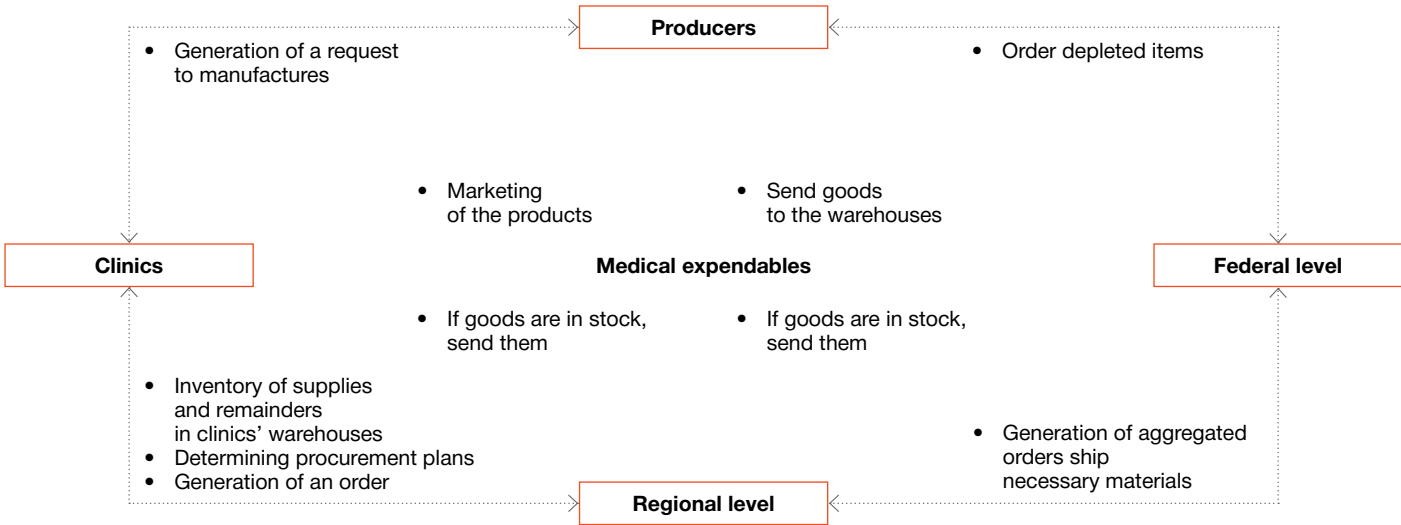 Producers
• Generation of a request
to manufactures
• Order depleted items
• Marketing
of the products
• Send goods
to the warehouses
Clinics
Medical expendables
Federal level
• If goods are in stock,
send them
• If goods are in stock,
send them
• Inventory of supplies
and remainders
in clinics’ warehouses
• Determining procurement plans
• Generation of an order
• Generation of aggregated
orders ship
necessary materials
Regional level